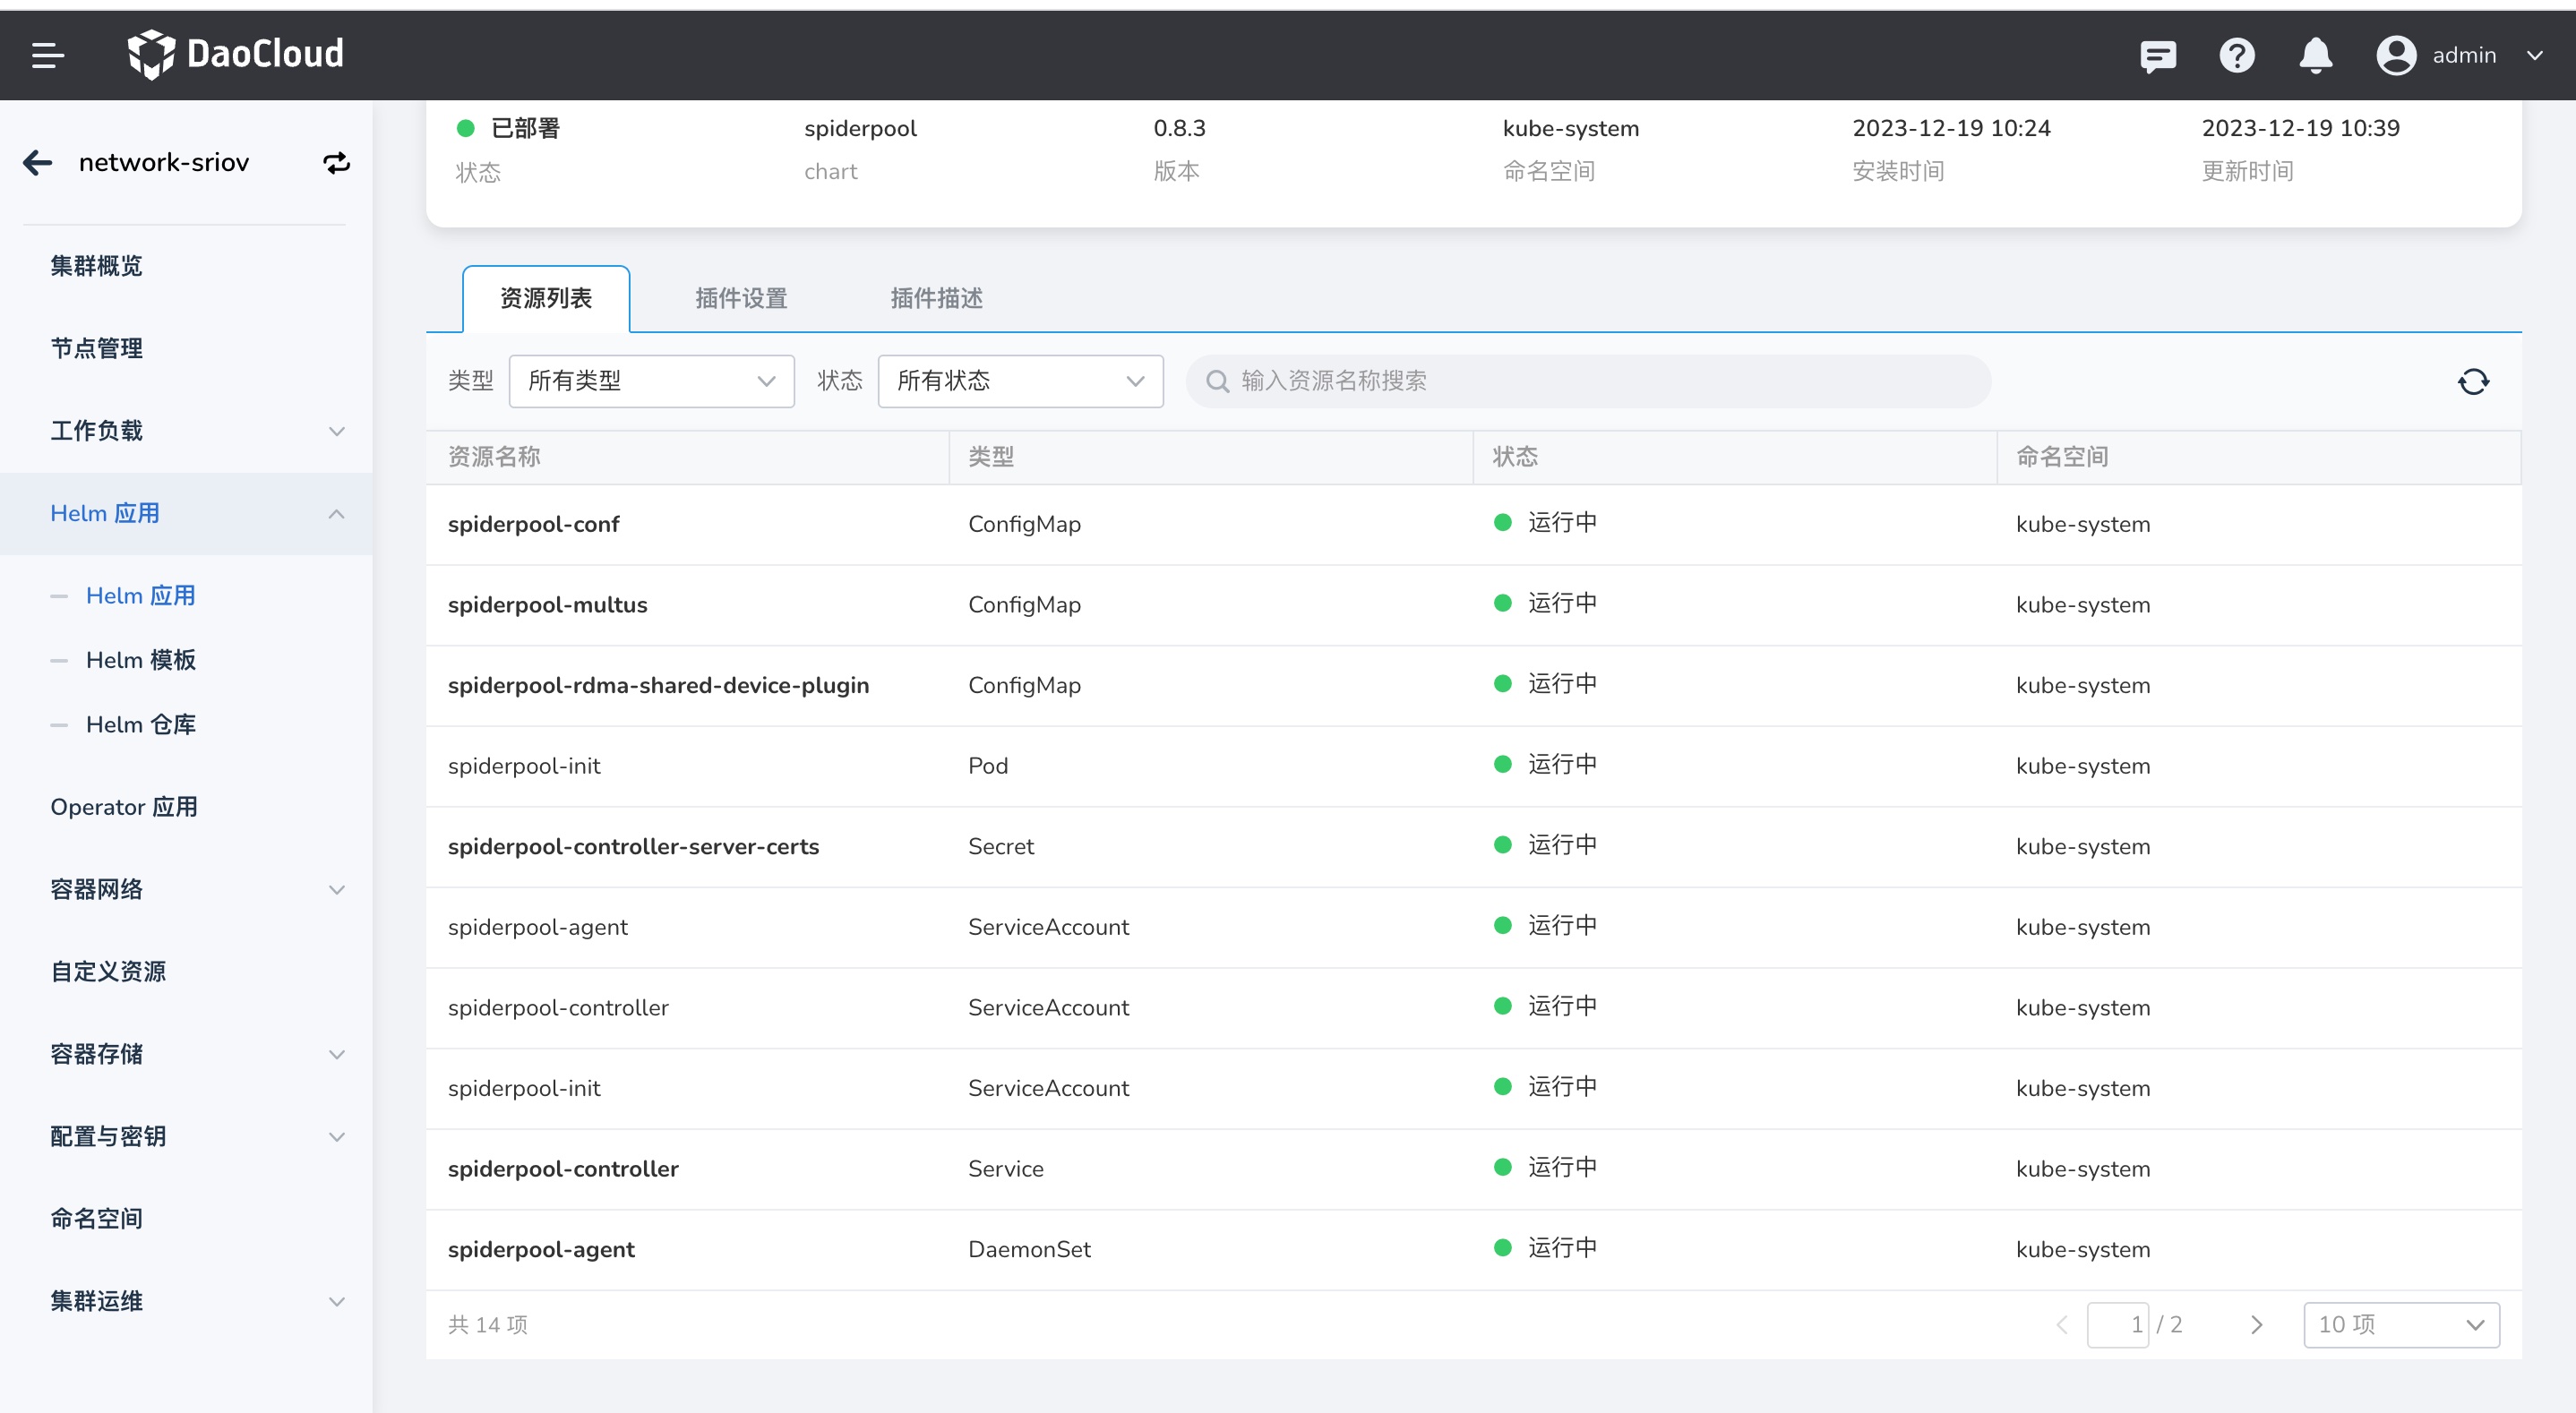 DaoCloud
admin
network-sriov
集群概览
节点管理
工作负载
Helm 应用
Helm 应用
Helm 模板
Helm 仓库
Operator 应用
容器网络
自定义资源
容器存储
配置与密钥
命名空间
集群运维
已部署 spiderpool 0.8.3 kube-system 2023-12-19 10:24 2023-12-19 10:39
状态 chart 版本 命名空间 安装时间 更新时间
资源列表 插件设置 插件描述
类型 所有类型 状态 所有状态 输入资源名称搜索
资源名称 类型 状态 命名空间
spiderpool-conf ConfigMap 运行中 kube-system
spiderpool-multus ConfigMap 运行中 kube-system
spiderpool-rdma-shared-device-plugin ConfigMap 运行中 kube-system
spiderpool-init Pod 运行中 kube-system
spiderpool-controller-server-certs Secret 运行中 kube-system
spiderpool-agent ServiceAccount 运行中 kube-system
spiderpool-controller ServiceAccount 运行中 kube-system
spiderpool-init ServiceAccount 运行中 kube-system
spiderpool-controller Service 运行中 kube-system
spiderpool-agent DaemonSet 运行中 kube-system
共 14 项 1 / 2 10 项